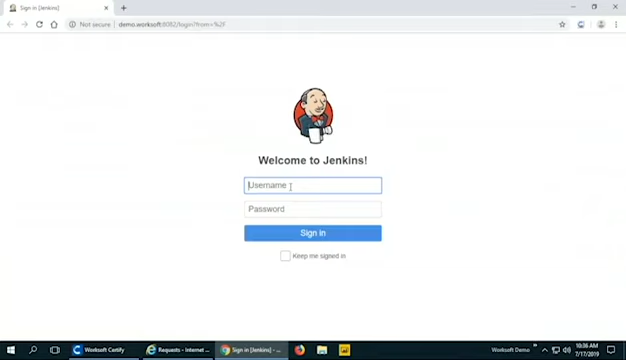 Sign in [Jenkins]
Not secure
demo.worksoft:8082/login?from=%2F
Welcome to Jenkins!
Username
Password
Sign in
Keep me signed in
Worksoft Certify
Requests - Internet ...
Sign in [Jenkins] - ...
Worksoft Demo
10:36 AM
7/17/2019